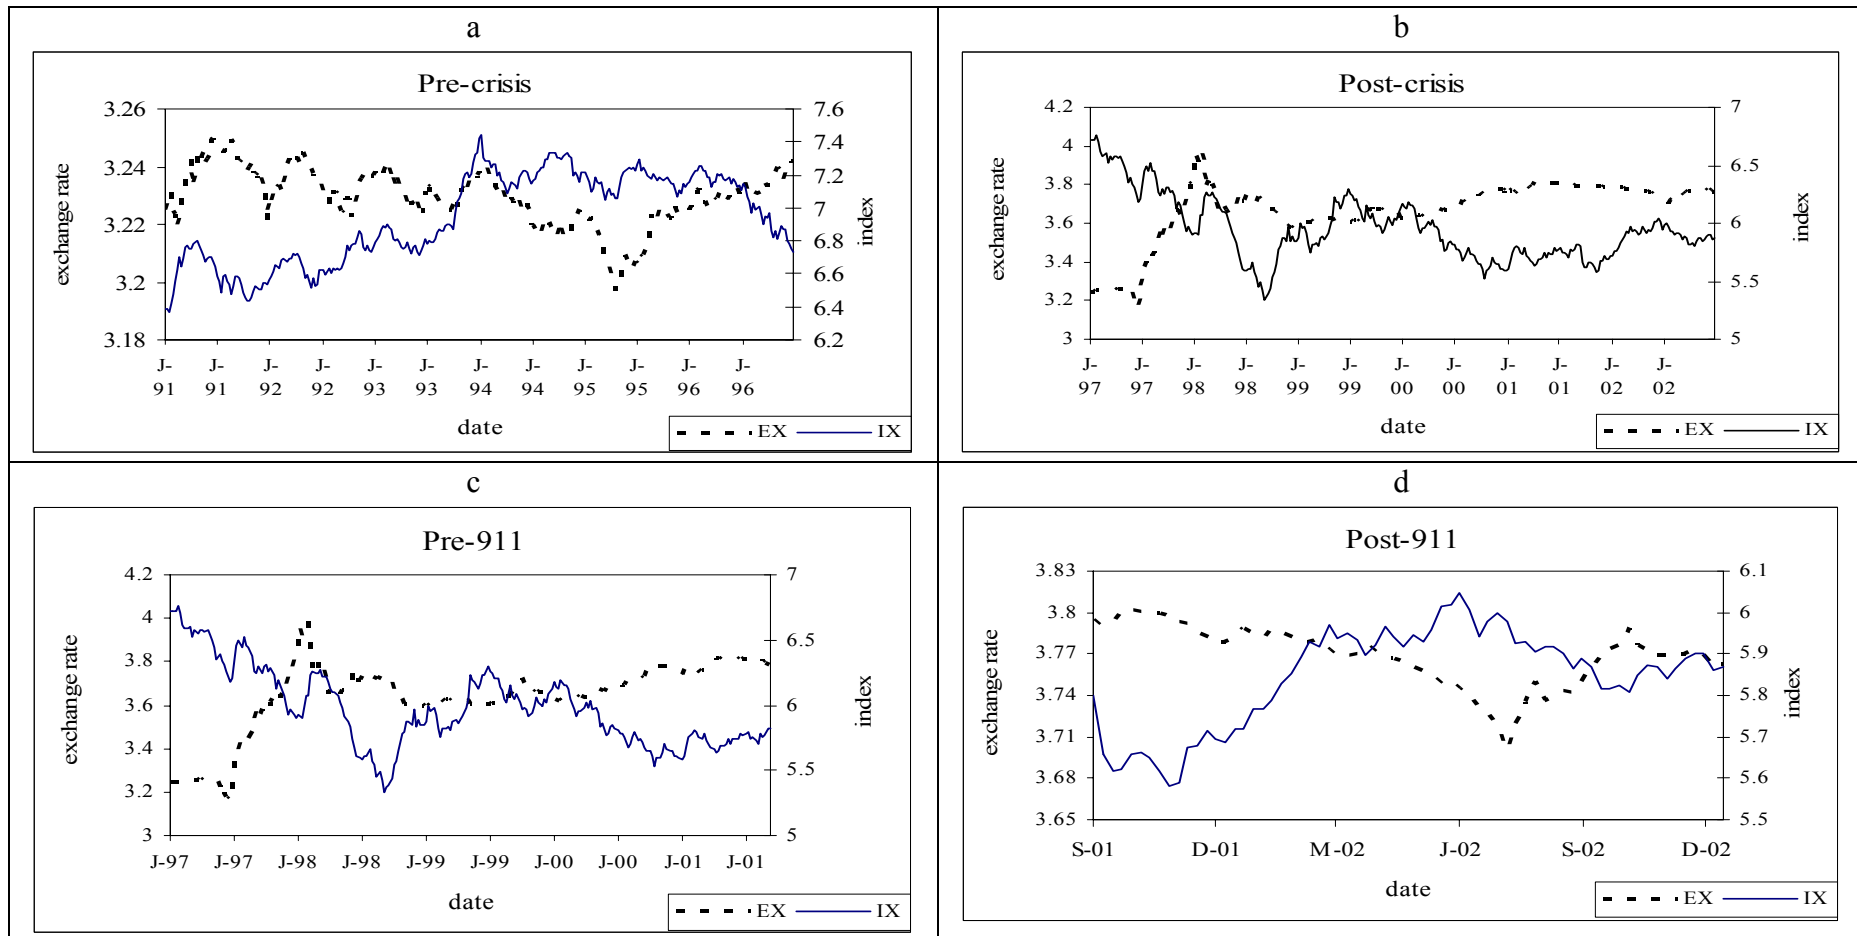 a
Pre-crisis
3.26
3.24
3.22
3.2
3.18
exchange rate
7.6
7.4
7.2
7
6.8
6.6
6.4
6.2
index
J-91 J-91 J-92 J-92 J-93 J-93 J-94 J-94 J-95 J-95 J-96 J-96
date
EX IX
b
Post-crisis
4.2
4
3.8
3.6
3.4
3.2
3
exchange rate
7
6.5
6
5.5
5
index
J-97 J-97 J-98 J-98 J-99 J-99 J-00 J-00 J-01 J-01 J-02 J-02
date
EX IX
c
Pre-911
4.2
4
3.8
3.6
3.4
3.2
3
exchange rate
7
6.5
6
5.5
5
index
J-97 J-97 J-98 J-98 J-99 J-99 J-00 J-00 J-01 J-01
date
EX IX
d
Post-911
3.83
3.8
3.77
3.74
3.71
3.68
3.65
exchange rate
6.1
6
5.9
5.8
5.7
5.6
5.5
index
S-01 D-01 M-02 J-02 S-02 D-02
date
EX IX